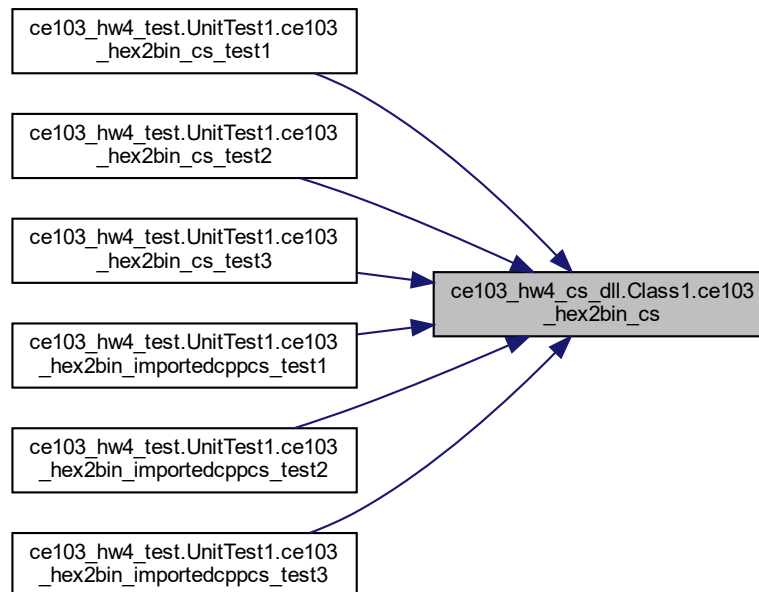 ce103_hw4_test.UnitTest1.ce103
_hex2bin_cs_test1
ce103_hw4_test.UnitTest1.ce103
_hex2bin_cs_test2
ce103_hw4_test.UnitTest1.ce103
_hex2bin_cs_test3
ce103_hw4_cs_dll.Class1.ce103
_hex2bin_cs
ce103_hw4_test.UnitTest1.ce103
_hex2bin_importedcppcs_test1
ce103_hw4_test.UnitTest1.ce103
_hex2bin_importedcppcs_test2
ce103_hw4_test.UnitTest1.ce103
_hex2bin_importedcppcs_test3